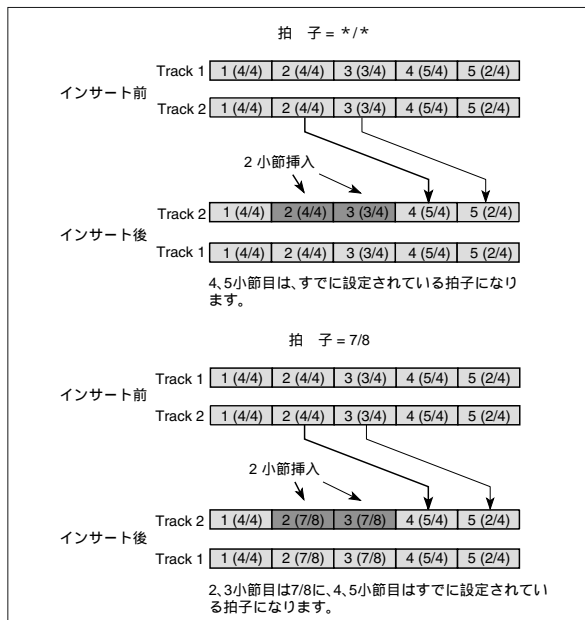 拍 子 = */*
Track 1 1 (4/4) 2 (4/4) 3 (3/4) 4 (5/4) 5 (2/4)
インサート前
Track 2 1 (4/4) 2 (4/4) 3 (3/4) 4 (5/4) 5 (2/4)
2 小節挿入
Track 2 1 (4/4) 2 (4/4) 3 (3/4) 4 (5/4) 5 (2/4)
インサート後
Track 1 1 (4/4) 2 (4/4) 3 (3/4) 4 (5/4) 5 (2/4)
4、5小節目は、すでに設定されている拍子になり
ます。
拍 子 = 7/8
Track 1 1 (4/4) 2 (4/4) 3 (3/4) 4 (5/4) 5 (2/4)
インサート前
Track 2 1 (4/4) 2 (4/4) 3 (3/4) 4 (5/4) 5 (2/4)
2 小節挿入
Track 2 1 (4/4) 2 (7/8) 3 (7/8) 4 (5/4) 5 (2/4)
インサート後
Track 1 1 (4/4) 2 (7/8) 3 (7/8) 4 (5/4) 5 (2/4)
2、3小節目は7/8に、4、5小節目はすでに設定されてい
る拍子になります。